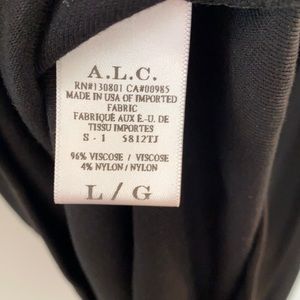 A.L.C.
RN#130801 CA#00985
MADE IN USA OF IMPORTED
FABRIC
FABRIQUÉ AUX É.-U. DE
TISSU IMPORTES
S - 1 5812TJ
96% VISCOSE / VISCOSE
4% NYLON / NYLON
L / G